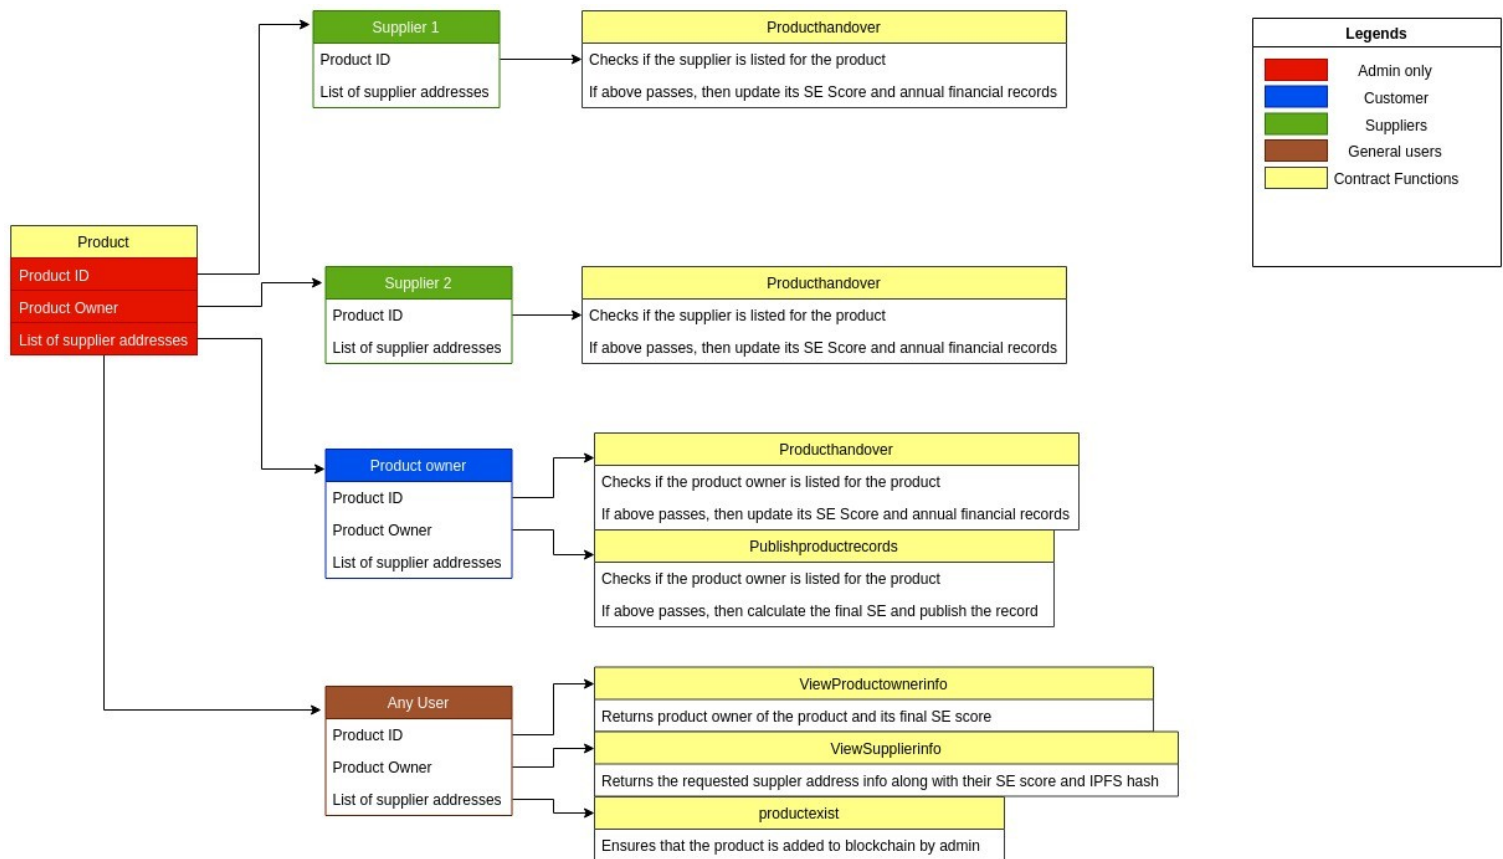 Supplier 1
Product ID
List of supplier addresses
Producthandover
Checks if the supplier is listed for the product
If above passes, then update its SE Score and annual financial records
Legends
Admin only
Customer
Suppliers
General users
Contract Functions
Product
Product ID
Product Owner
List of supplier addresses
Supplier 2
Product ID
List of supplier addresses
Producthandover
Checks if the supplier is listed for the product
If above passes, then update its SE Score and annual financial records
Product owner
Product ID
Product Owner
List of supplier addresses
Producthandover
Checks if the product owner is listed for the product
If above passes, then update its SE Score and annual financial records
Publishproductrecords
Checks if the product owner is listed for the product
If above passes, then calculate the final SE and publish the record
Any User
Product ID
Product Owner
List of supplier addresses
ViewProductownerinfo
Returns product owner of the product and its final SE score
ViewSupplierinfo
Returns the requested suppler address info along with their SE score and IPFS hash
productexist
Ensures that the product is added to blockchain by admin